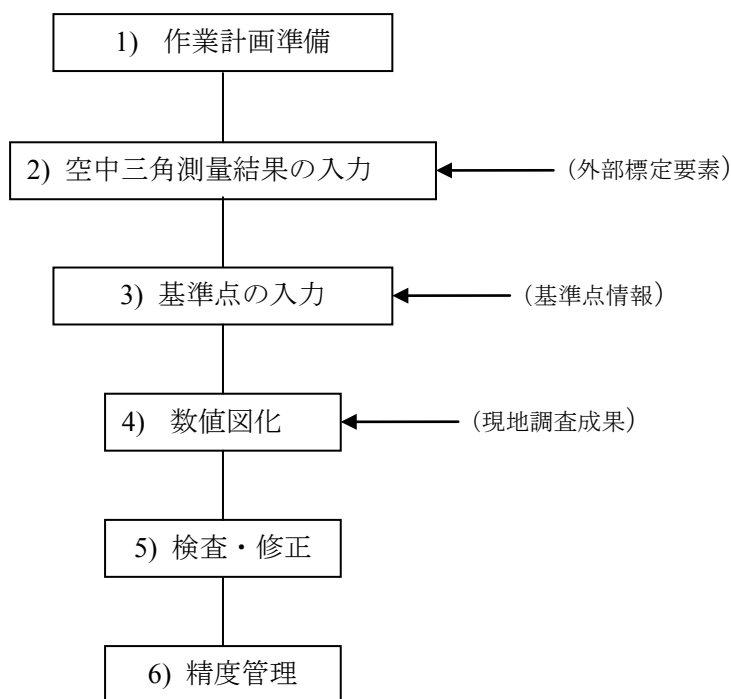 1) 作業計画準備
2) 空中三角測量結果の入力
（外部標定要素）
3) 基準点の入力
（基準点情報）
4) 数値図化
（現地調査成果）
5) 検査・修正
6) 精度管理